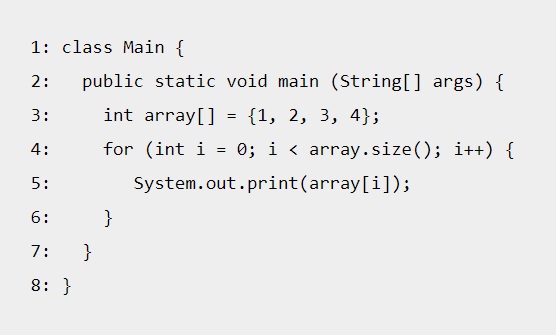 1: class Main {
2:   public static void main (String[] args) {
3:     int array[] = {1, 2, 3, 4};
4:     for (int i = 0; i < array.size(); i++) {
5:        System.out.print(array[i]);
6:     }
7:   }
8: }